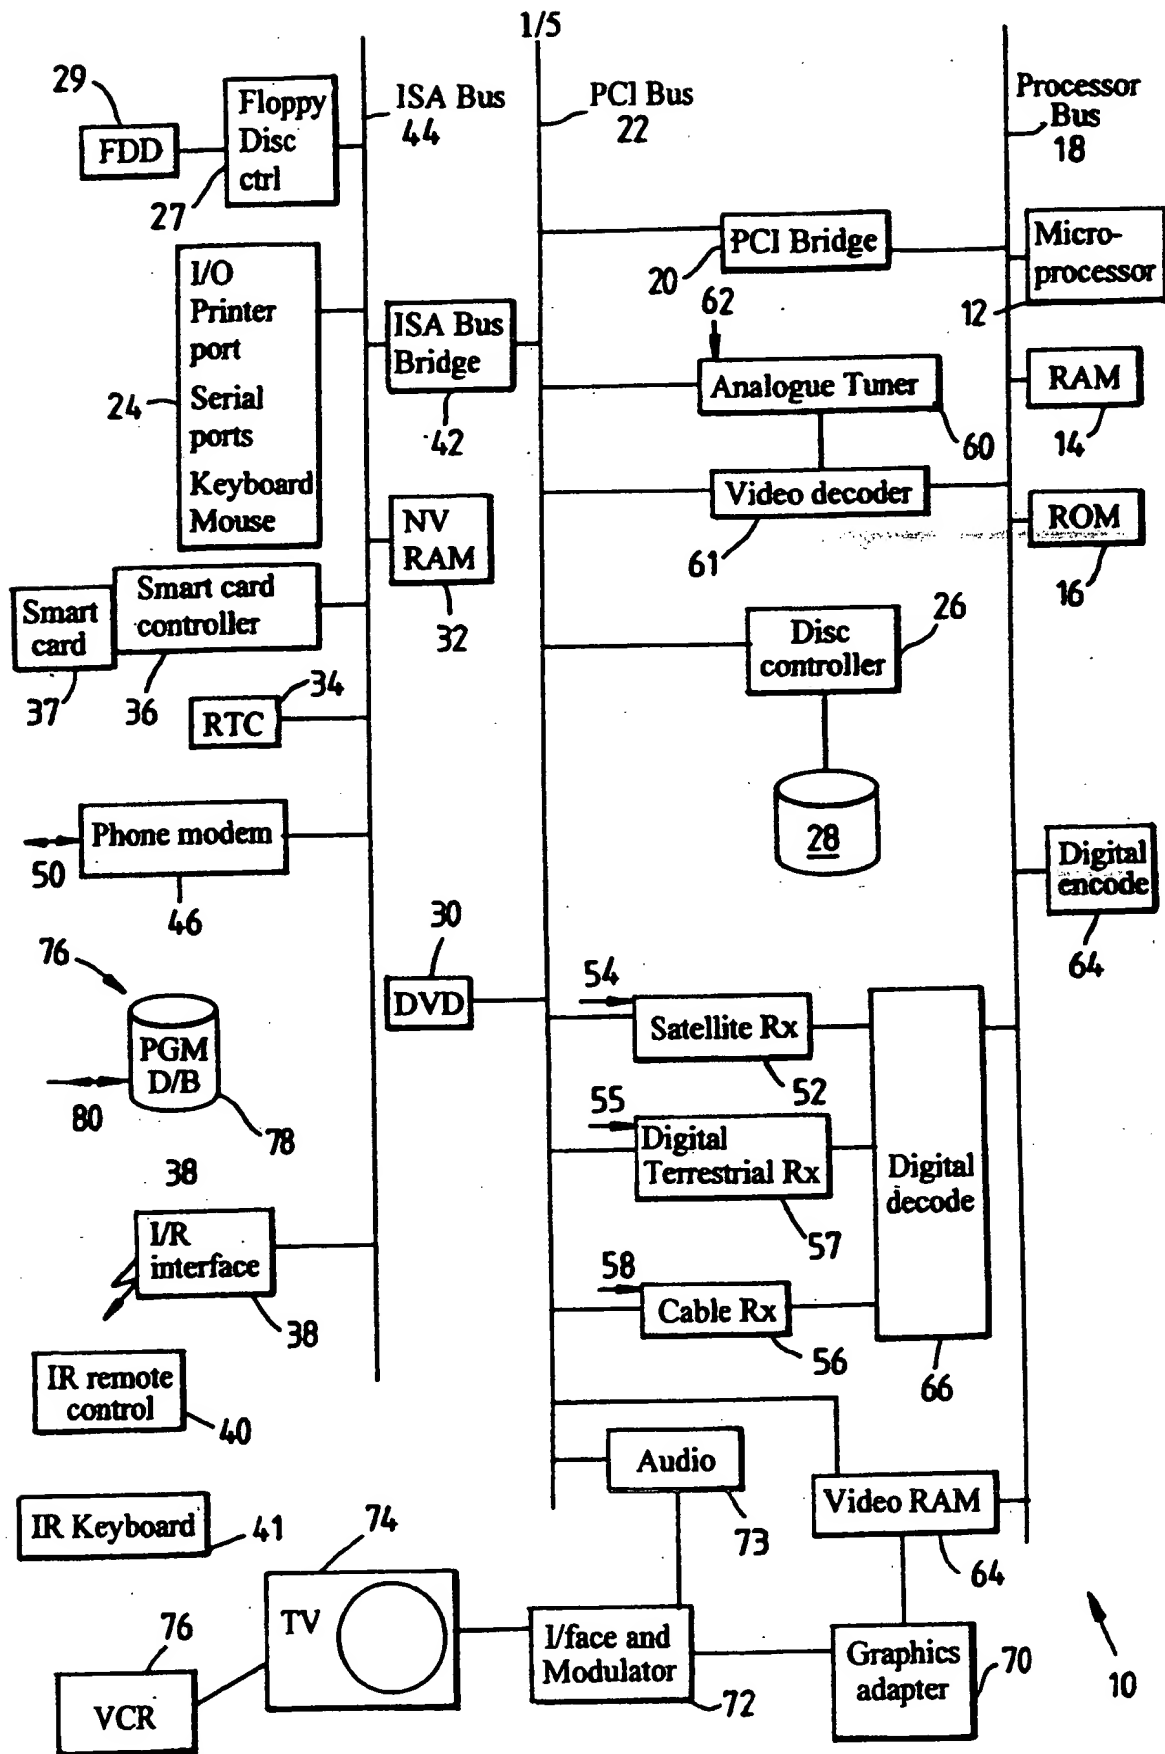 1/5
29
FDD
Floppy
Disc
ctrl
27
ISA Bus
44
PCI Bus
22
Processor
Bus
18
I/O
Printer
port
Serial
ports
Keyboard
Mouse
24
ISA Bus
Bridge
42
PCI Bridge
20
Micro-
processor
12
62
Analogue Tuner
60
RAM
14
Video decoder
61
ROM
16
NV
RAM
32
Smart card
controller
36
Smart
card
37
34
RTC
Disc
controller
26
28
Phone modem
50
46
Digital
encode
64
76
PGM
D/B
80
78
30
DVD
54
Satellite Rx
52
55
Digital
Terrestrial Rx
57
58
Cable Rx
56
Digital
decode
66
38
I/R
interface
38
IR remote
control
40
IR Keyboard
41
Audio
73
Video RAM
64
74
TV
76
VCR
I/face and
Modulator
72
Graphics
adapter
70
10